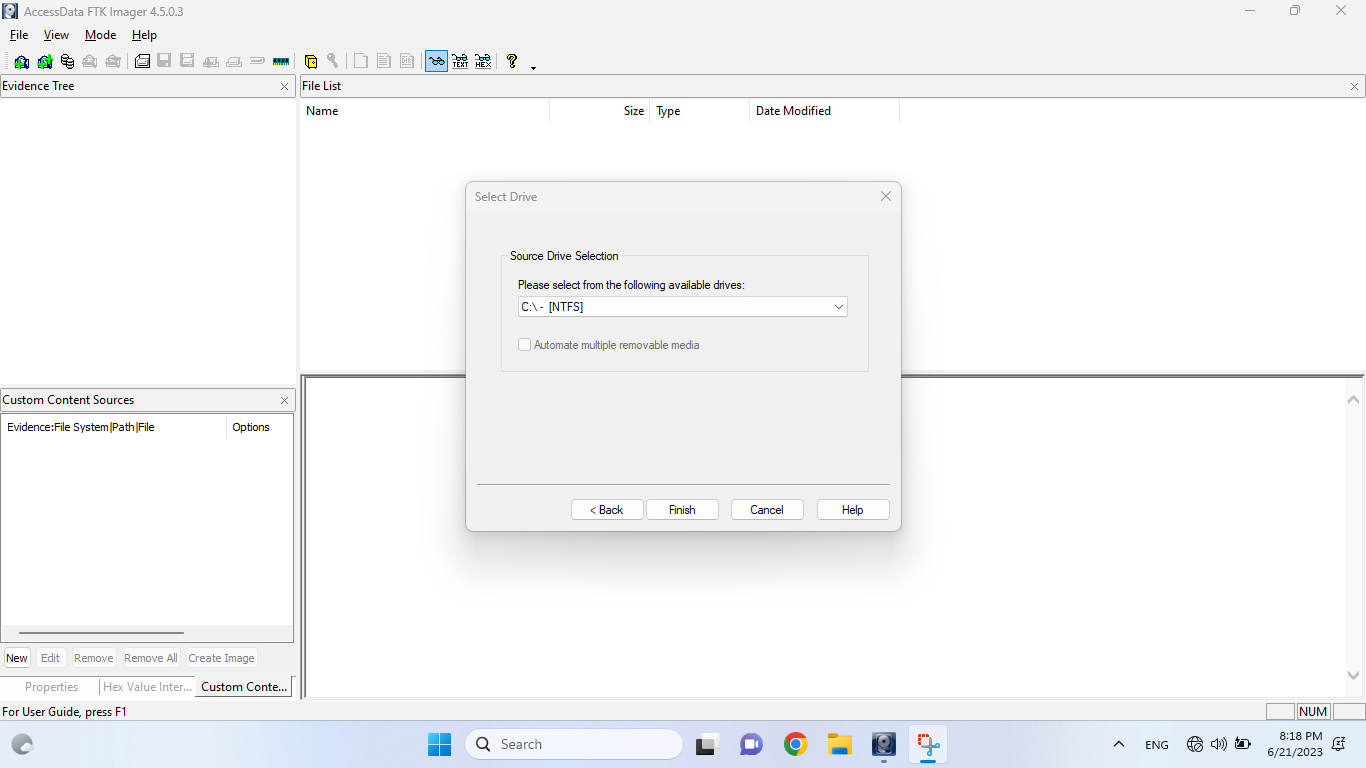 AccessData FTK Imager 4.5.0.3
File View Mode Help
TEXT HEX
Evidence Tree
File List
Name Size Type Date Modified
Select Drive
Source Drive Selection
Please select from the following available drives:
C:\ - [NTFS]
Automate multiple removable media
< Back Finish Cancel Help
Custom Content Sources
Evidence:File System|Path|File Options
New Edit Remove Remove All Create Image
Properties Hex Value Inter... Custom Conte...
For User Guide, press F1
NUM
Search
ENG
8:18 PM
6/21/2023